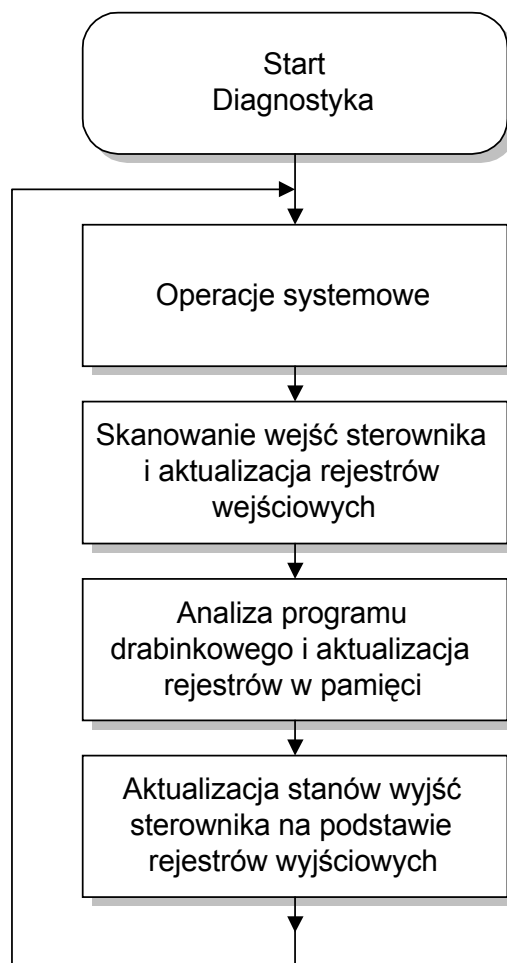 Start
Diagnostyka
Operacje systemowe
Skanowanie wejść sterownika
i aktualizacja rejestrów
wejściowych
Analiza programu
drabinkowego i aktualizacja
rejestrów w pamięci
Aktualizacja stanów wyjść
sterownika na podstawie
rejestrów wyjściowych